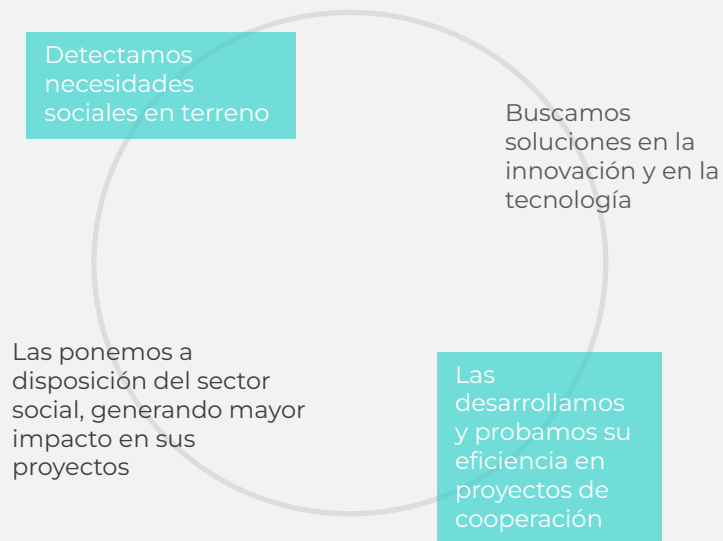 Detectamos
necesidades
sociales en terreno
Buscamos
soluciones en la
innovación y en la
tecnología
Las
desarrollamos
y probamos su
eficiencia en
proyectos de
cooperación
Las ponemos a
disposición del sector
social, generando mayor
impacto en sus
proyectos